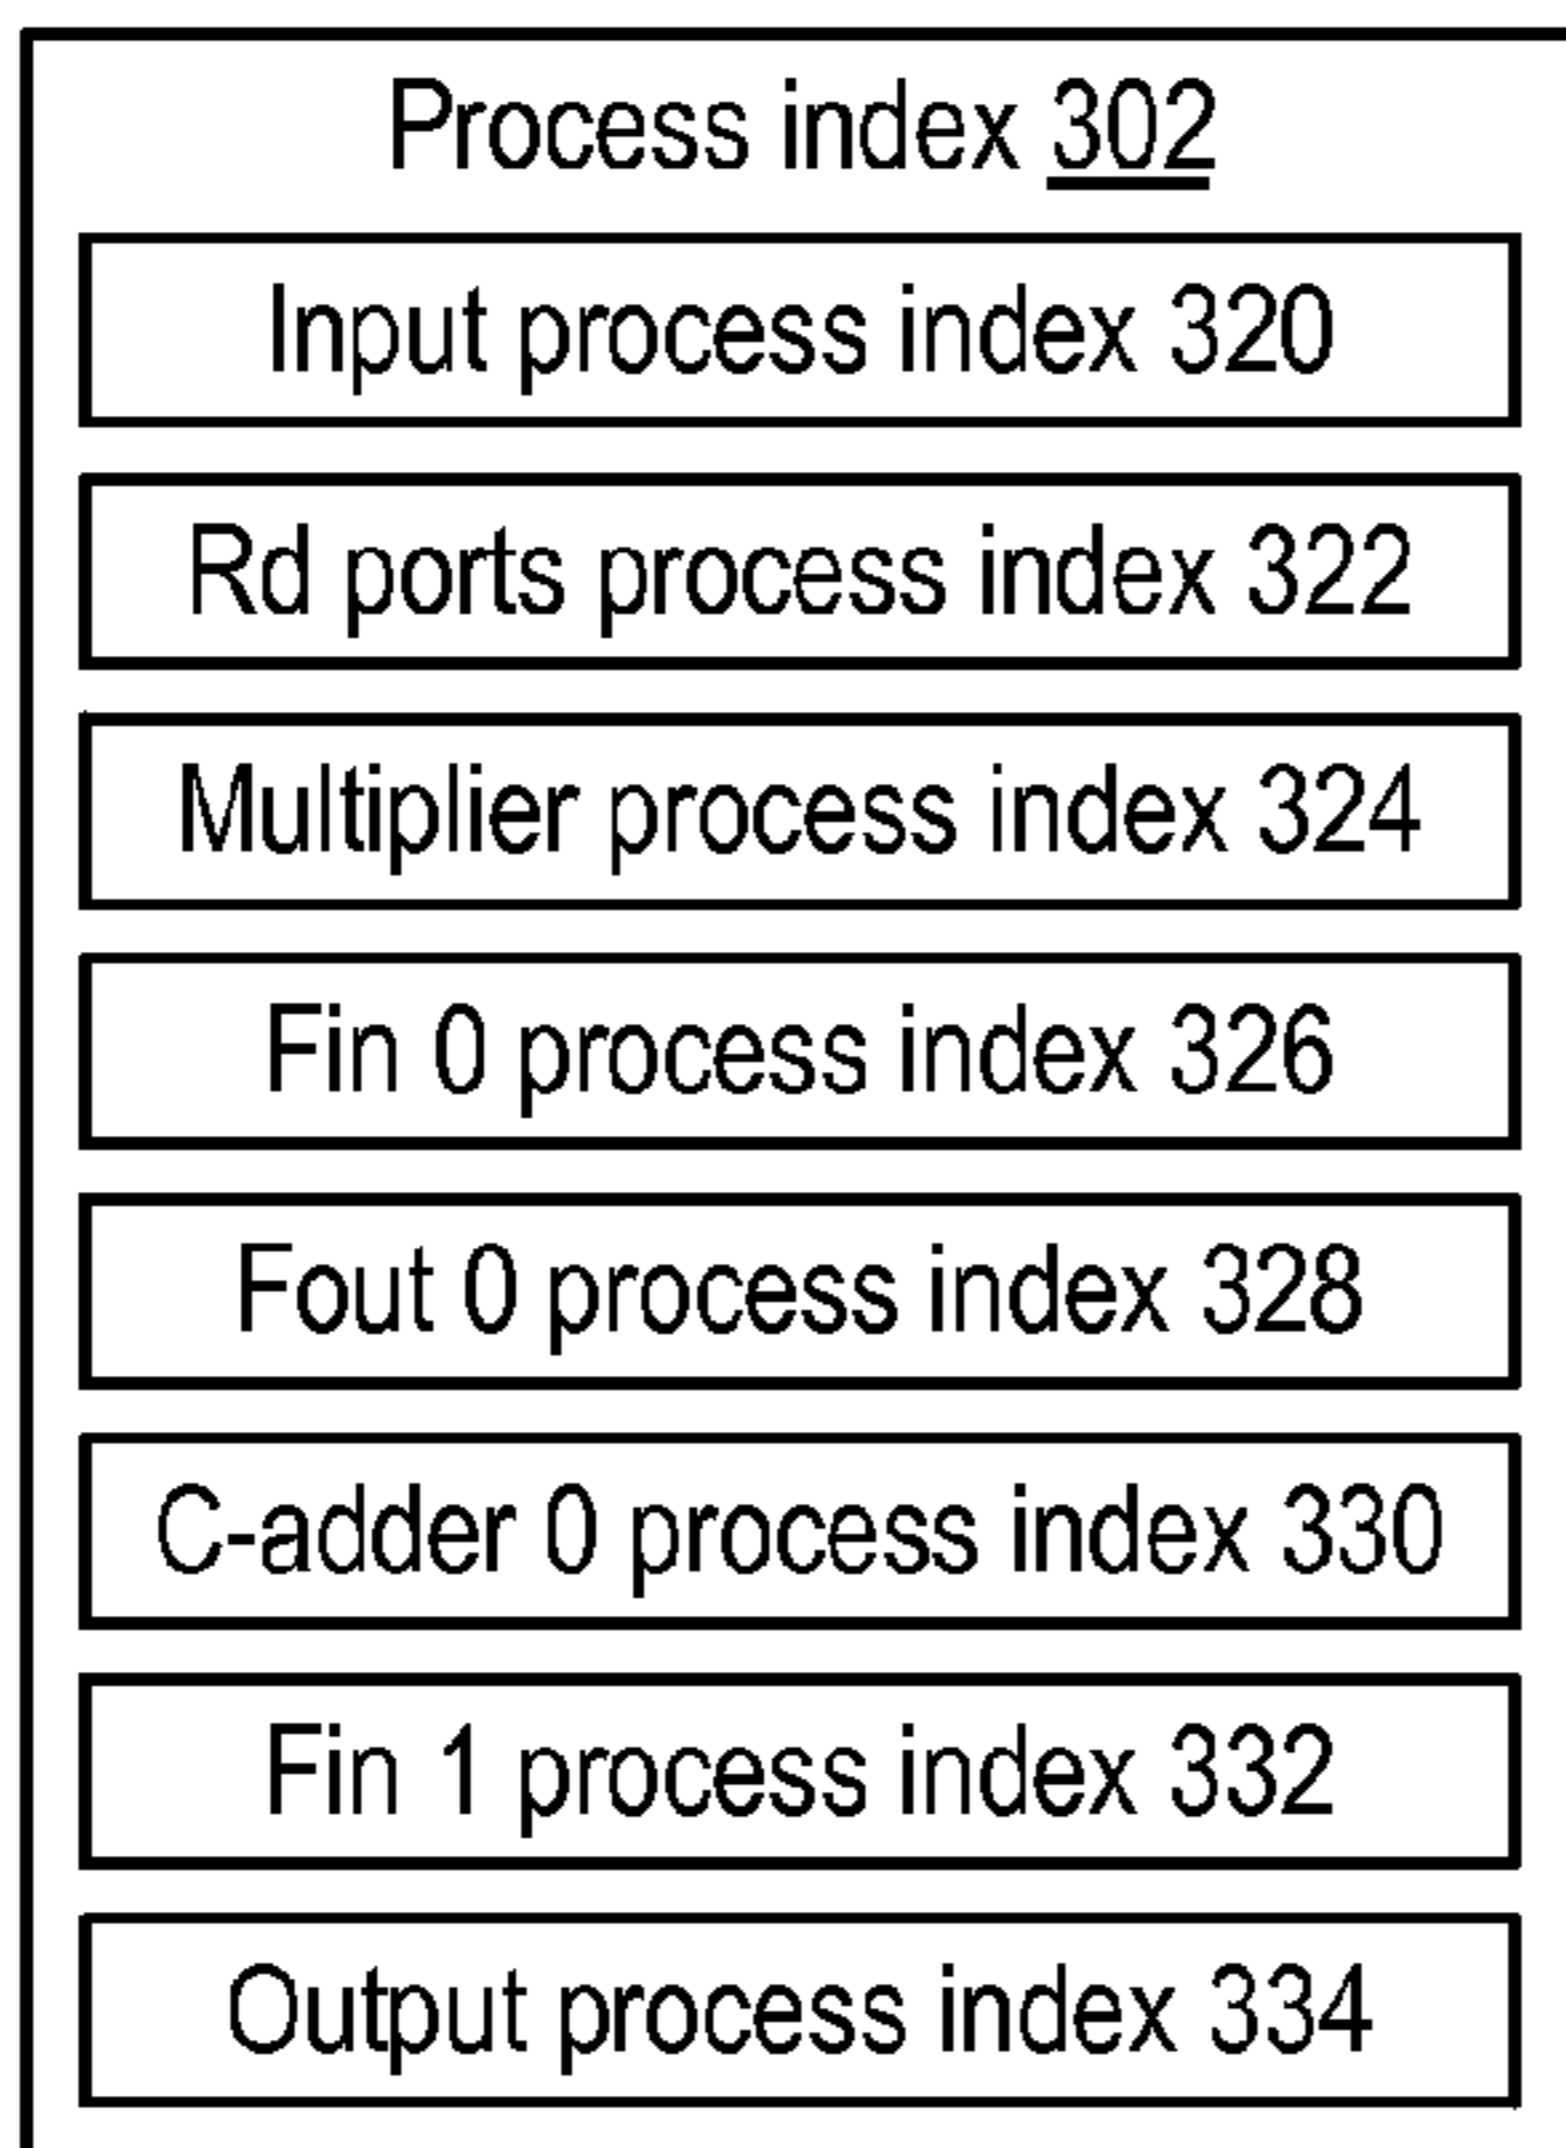 Process index 302
Input process index 320
Rd ports process index 322
Multiplier process index 324
Fin 0 process index 326
Fout 0 process index 328
C-adder 0 process index 330
Fin 1 process index 332
Output process index 334